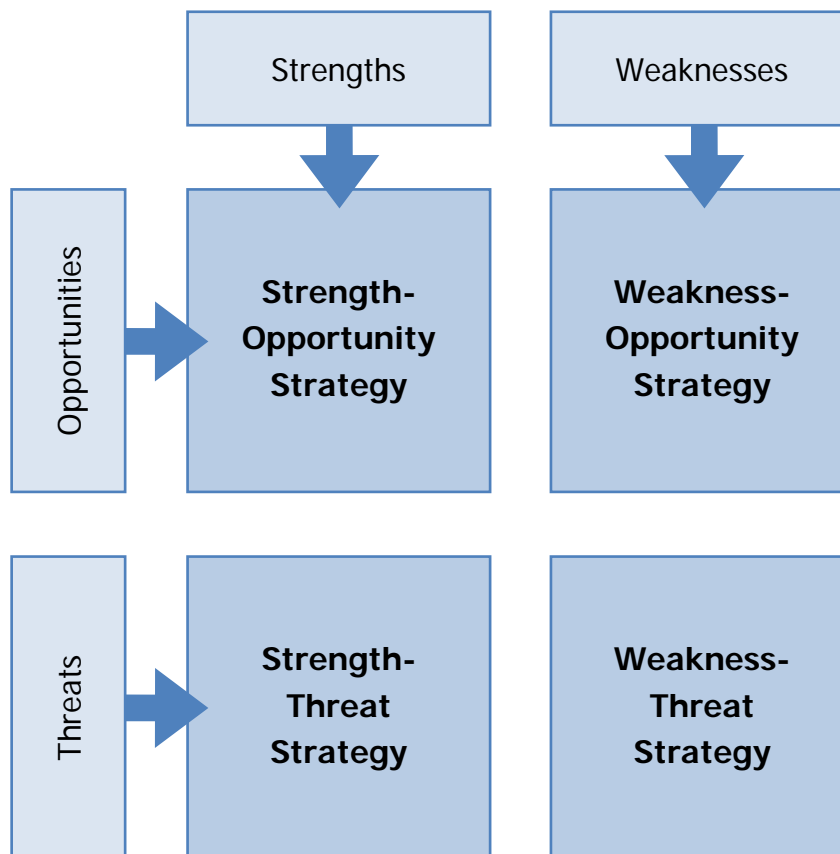 Strengths
Weaknesses
Opportunities
Strength-
Opportunity
Strategy
Weakness-
Opportunity
Strategy
Threats
Strength-
Threat
Strategy
Weakness-
Threat
Strategy